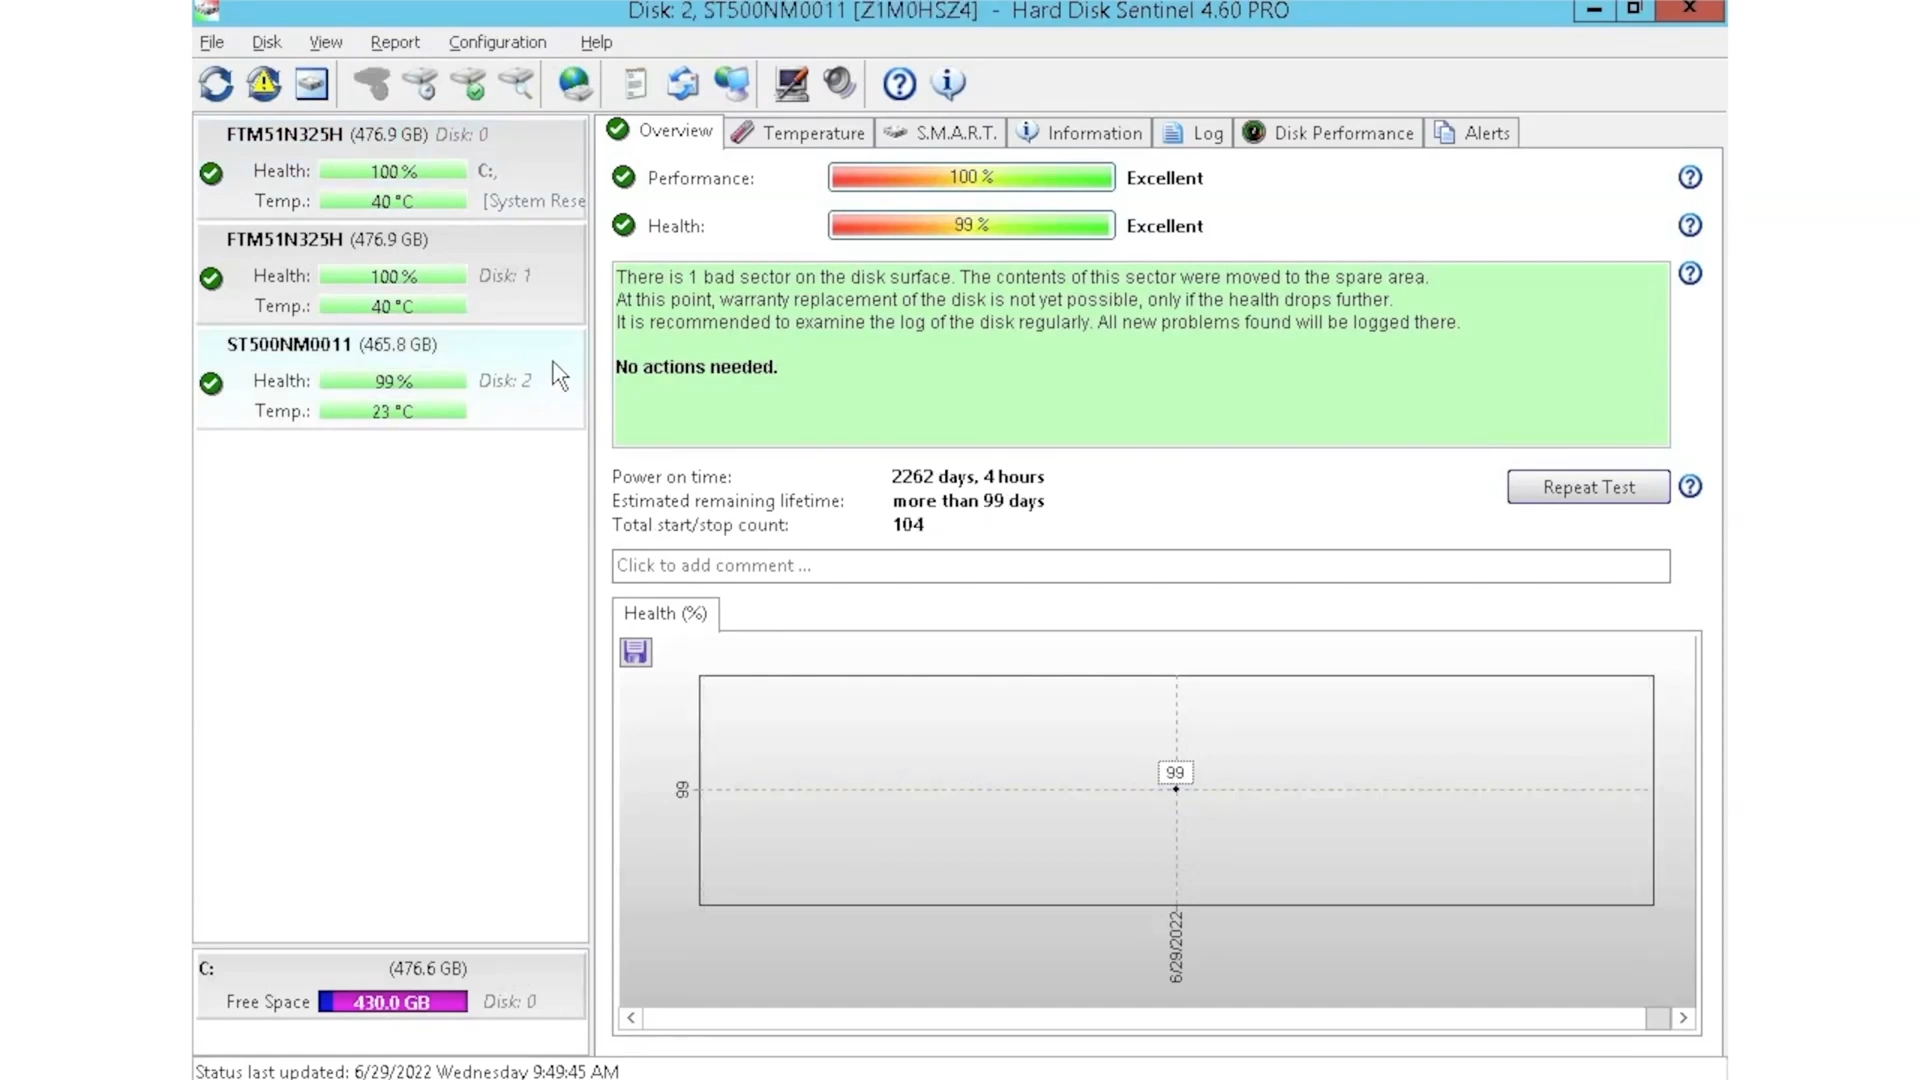 Disk: 2, ST500NM0011 [Z1M0HSZ4] - Hard Disk Sentinel 4.60 PRO
File Disk View Report Configuration Help
FTM51N325H (476.9 GB) Disk: 0
Health: 100 % C:,
Temp.: 40 °C [System Rese
FTM51N325H (476.9 GB)
Health: 100 % Disk: 1
Temp.: 40 °C
ST500NM0011 (465.8 GB)
Health: 99 % Disk: 2
Temp.: 23 °C
C: (476.6 GB)
Free Space 430.0 GB Disk: 0
Overview Temperature S.M.A.R.T. Information Log Disk Performance Alerts
Performance: 100 % Excellent
Health: 99 % Excellent
There is 1 bad sector on the disk surface. The contents of this sector were moved to the spare area.
At this point, warranty replacement of the disk is not yet possible, only if the health drops further.
It is recommended to examine the log of the disk regularly. All new problems found will be logged there.
No actions needed.
Power on time: 2262 days, 4 hours
Estimated remaining lifetime: more than 99 days
Total start/stop count: 104
Repeat Test
Click to add comment ...
Health (%)
99
99
6/29/2022
Status last updated: 6/29/2022 Wednesday 9:49:45 AM